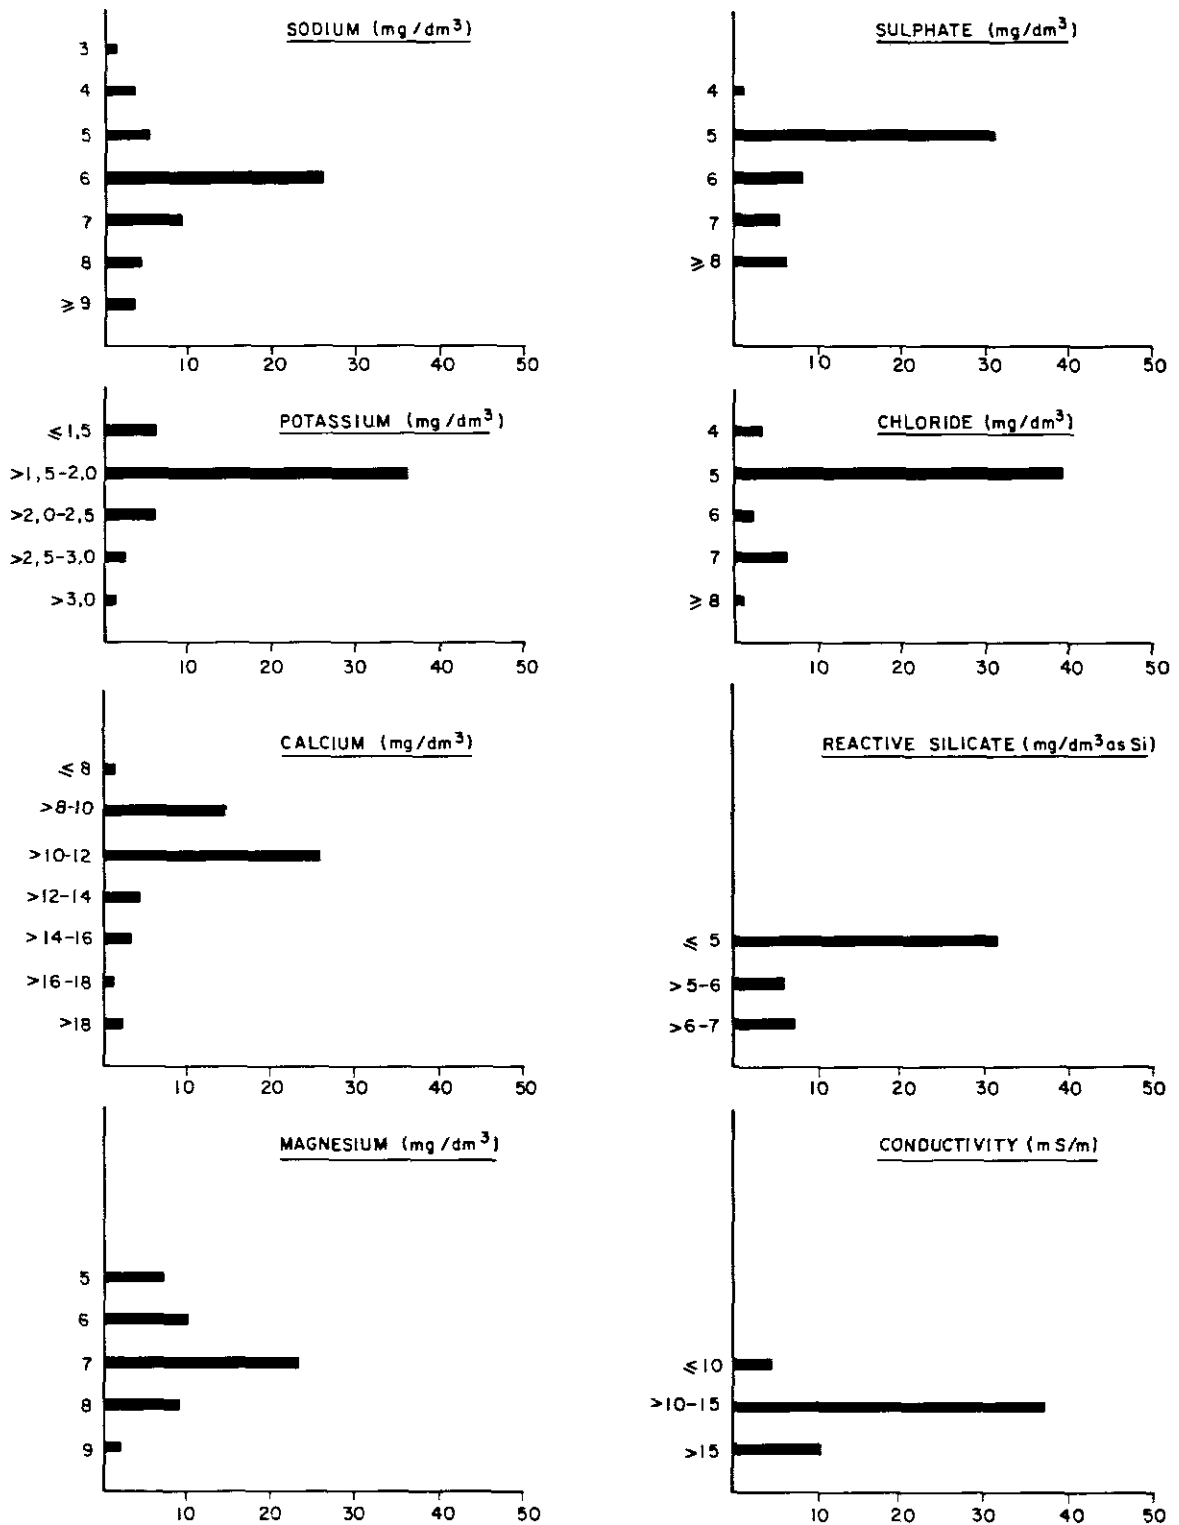 SODIUM (mg/dm³)
3
4
5
6
7
8
⩾ 9
10 20 30 40 50
SULPHATE (mg/dm³)
4
5
6
7
⩾ 8
10 20 30 40 50
POTASSIUM (mg/dm³)
⩽ 1,5
>1,5-2,0
>2,0-2,5
>2,5-3,0
>3,0
10 20 30 40 50
CHLORIDE (mg/dm³)
4
5
6
7
⩾ 8
10 20 30 40 50
CALCIUM (mg/dm³)
⩽ 8
>8-10
>10-12
>12-14
>14-16
>16-18
>18
10 20 30 40 50
REACTIVE SILICATE (mg/dm³ as Si)
⩽ 5
>5-6
>6-7
10 20 30 40 50
MAGNESIUM (mg/dm³)
5
6
7
8
9
10 20 30 40 50
CONDUCTIVITY (mS/m)
⩽10
>10-15
>15
10 20 30 40 50